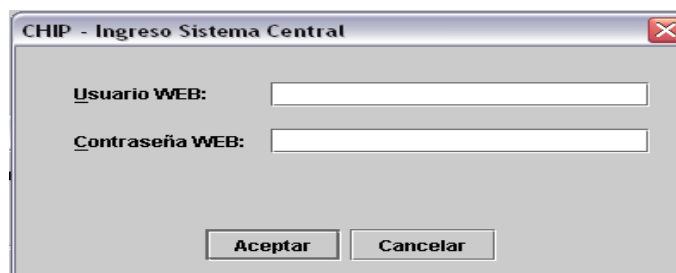 CHIP - Ingreso Sistema Central
Usuario WEB:
Contraseña WEB:
Aceptar Cancelar